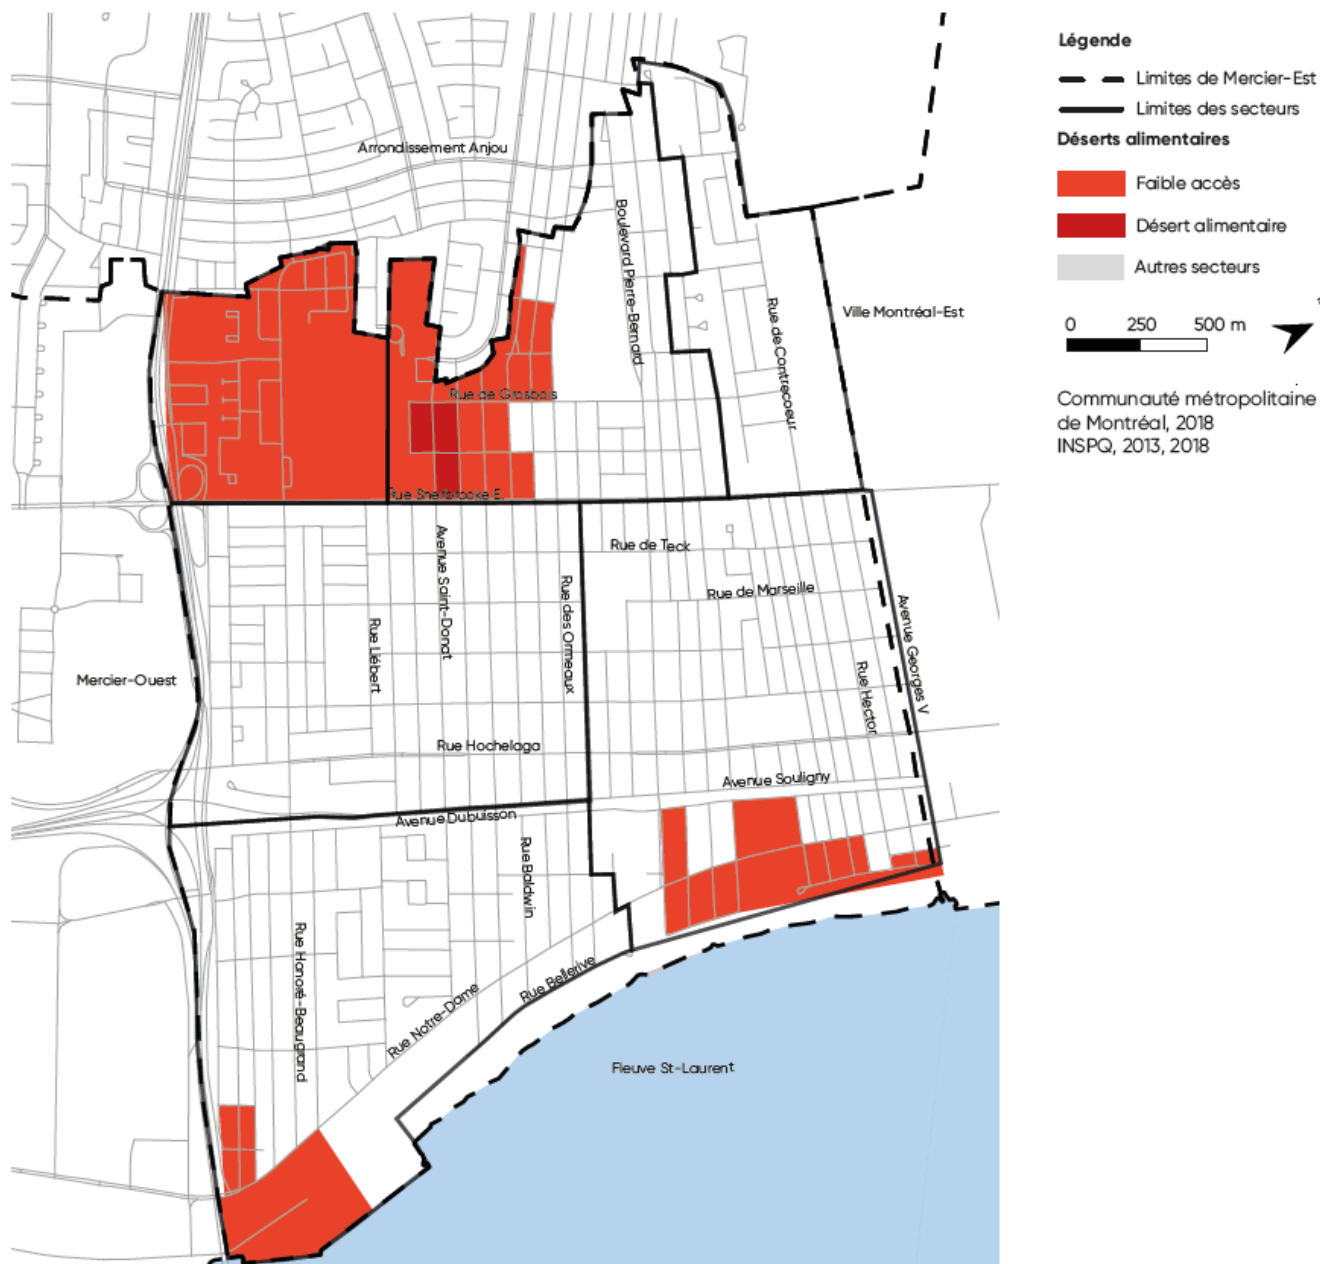 Légende
Limites de Mercier-Est
Limites des secteurs
Déserts alimentaires
Faible accès
Désert alimentaire
Autres secteurs
0 250 500 m
Communauté métropolitaine
de Montréal, 2018
INSPQ, 2013, 2018
Arrondissement Anjou
Boulevard Pierre-Bernard
Rue de Contrecoeur
Ville Montréal-Est
Rue de Grosbois
Rue Sherbrooke E.
Avenue Saint-Donat
Rue de Teck
Rue des Ormeaux
Rue de Marseille
Avenue Georges V
Rue Liébert
Rue Hector
Mercier-Ouest
Rue Hochelaga
Avenue Souligny
Avenue Dubuisson
Rue Baldwin
Rue Honoré-Beaugrand
Rue Bellerive
Rue Notre-Dame
Fleuve St-Laurent